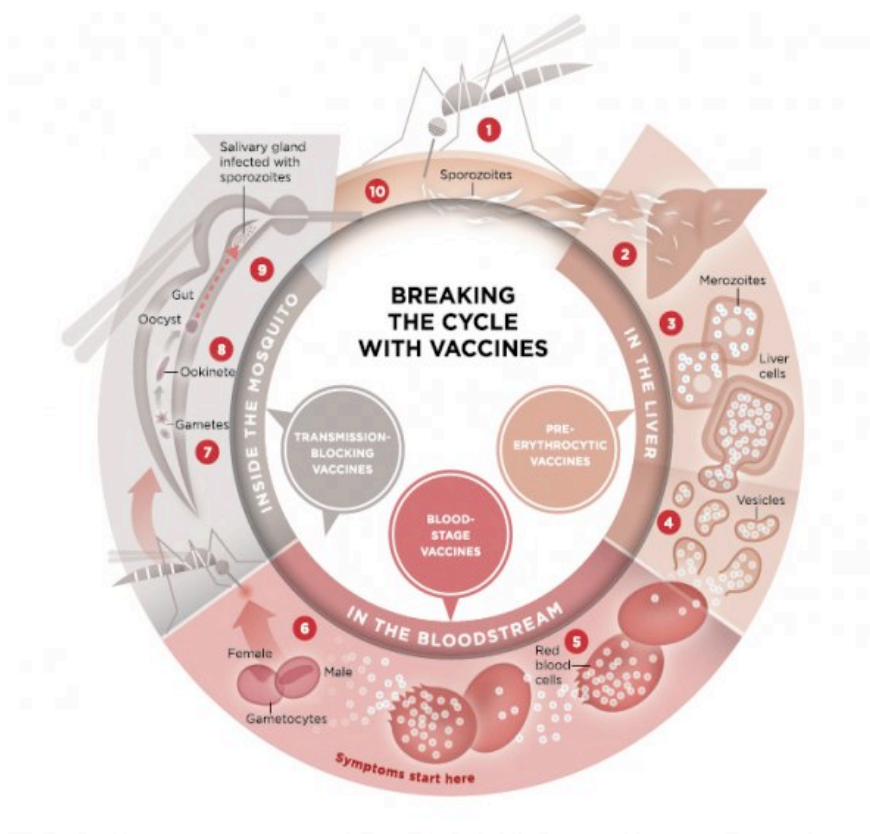 1
Salivary gland
infected with
sporozoites
10
Sporozoites
2
9
Merozoites
Gut
BREAKING
THE CYCLE
WITH VACCINES
3
Oocyst
8
Ookinete
Liver
cells
INSIDE THE MOSQUITO
IN THE LIVER
Gametes
7
TRANSMISSION-
BLOCKING
VACCINES
PRE-
ERYTHROCYTIC
VACCINES
BLOOD-
STAGE
VACCINES
Vesicles
4
IN THE BLOODSTREAM
6
5
Female
Male
Gametocytes
Red
blood
cells
Symptoms start here